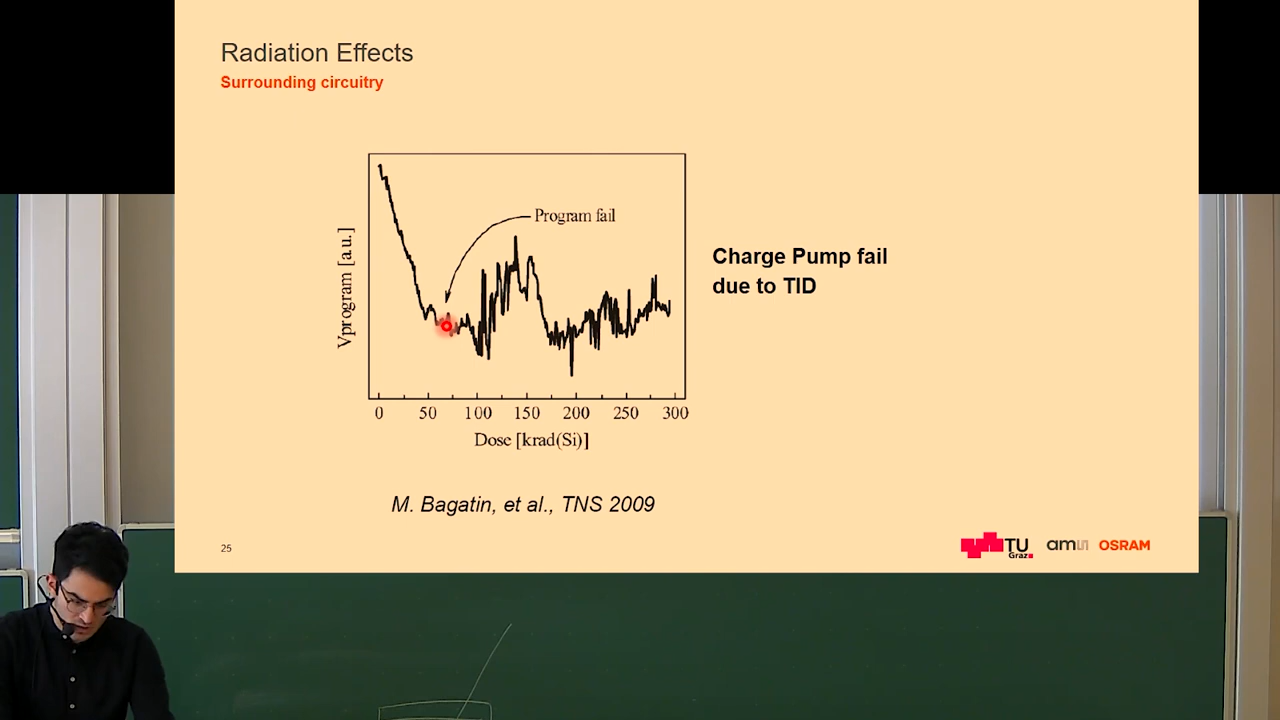 Radiation Effects
Surrounding circuitry
Program fail
Vprogram [a.u.]
0 50 100 150 200 250 300
Dose [krad(Si)]
Charge Pump fail
due to TID
M. Bagatin, et al., TNS 2009
25
TU
Graz
amu OSRAM